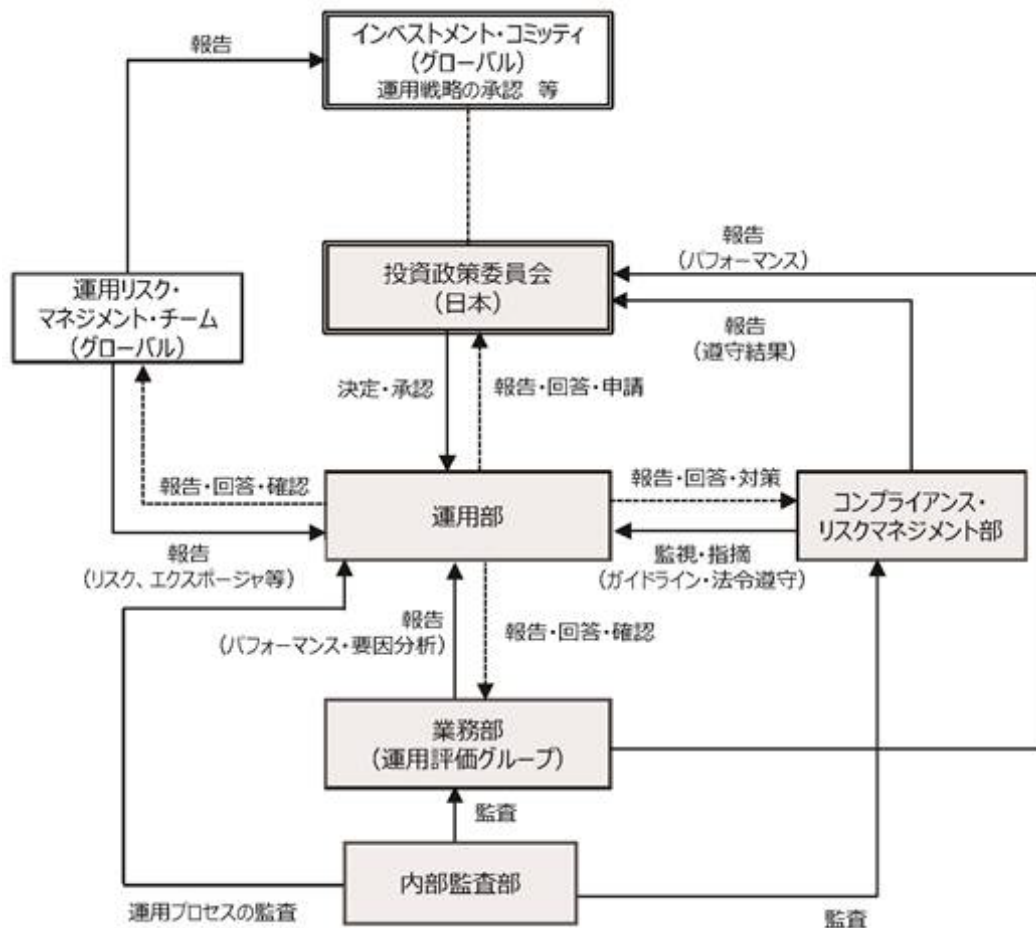 インベストメント・コミッティ
(グローバル)
運用戦略の承認 等
報告
報告
(パフォーマンス)
投資政策委員会
(日本)
運用リスク・
マネジメント・チーム
(グローバル)
報告
(遵守結果)
決定・承認
報告・回答・申請
報告・回答・確認
運用部
報告・回答・対策
コンプライアンス・
リスクマネジメント部
報告
(リスク、エクスポージャ等)
監視・指摘
(ガイドライン・法令遵守)
報告
(パフォーマンス・要因分析)
報告・回答・確認
業務部
(運用評価グループ)
監査
内部監査部
運用プロセスの監査
監査